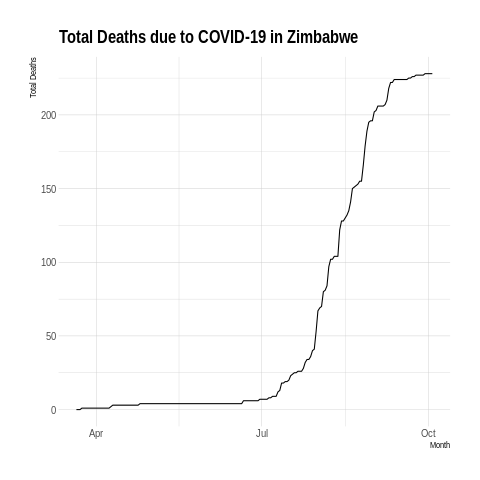 Total Deaths due to COVID-19 in Zimbabwe
Total Deaths
200
150
100
50
0
Apr
Jul
Oct
Month